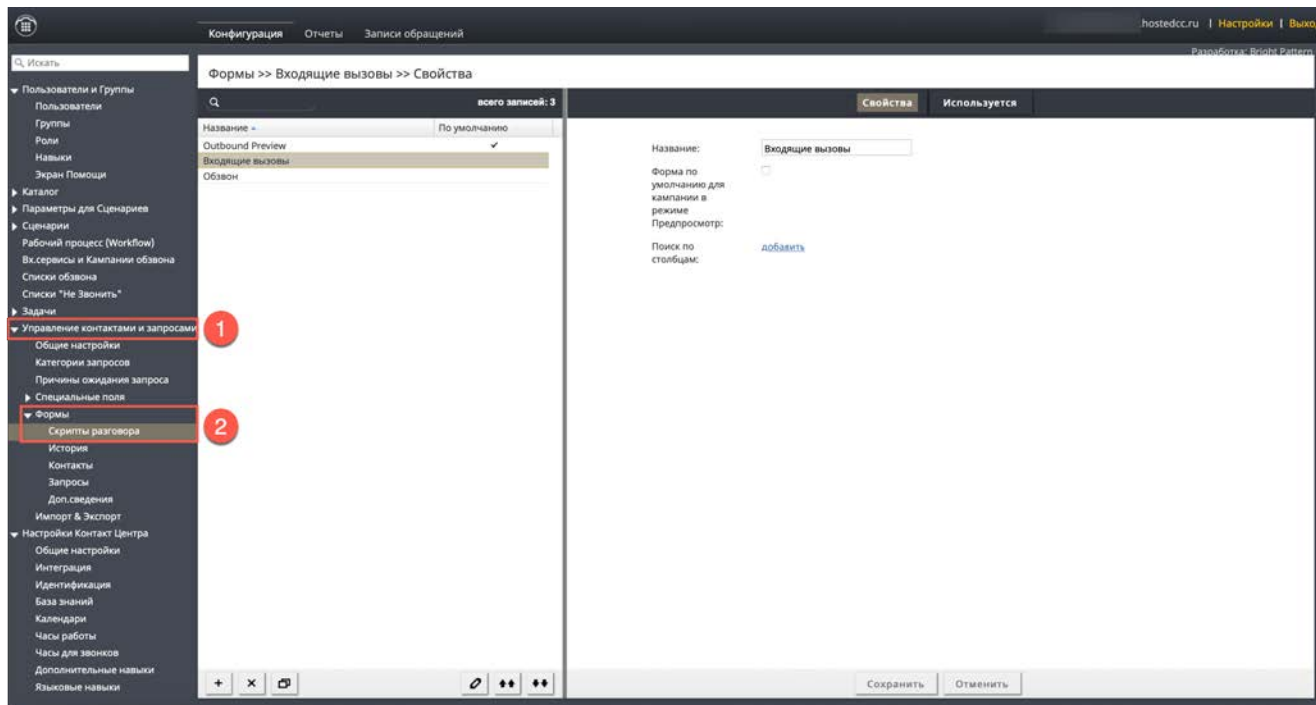 Конфигурация Отчеты Записи обращений
hostedcc.ru | Настройки | Выхо
Разработка: Bright Pattern
Искать
Пользователи и Группы
Пользователи
Группы
Роли
Навыки
Экран Помощи
Каталог
Параметры для Сценариев
Сценарии
Рабочий процесс (Workflow)
Вх.сервисы и Кампании обзвона
Списки обзвона
Списки "Не Звонить"
Задачи
Управление контактами и запросами
1
Общие настройки
Категории запросов
Причины ожидания запроса
Специальные поля
Формы
Скрипты разговора
2
История
Контакты
Запросы
Доп.сведения
Импорт & Экспорт
Настройки Контакт Центра
Общие настройки
Интеграция
Идентификация
База знаний
Календари
Часы работы
Часы для звонков
Дополнительные навыки
Языковые навыки
Формы >> Входящие вызовы >> Свойства
всего записей: 3
Название По умолчанию
Outbound Preview ✔
Входящие вызовы
Обзвон
Свойства Используется
Название: Входящие вызовы
Форма по
умолчанию для
кампании в
режиме
Предпросмотр:
Поиск по
столбцам:
добавить
Сохранить Отменить